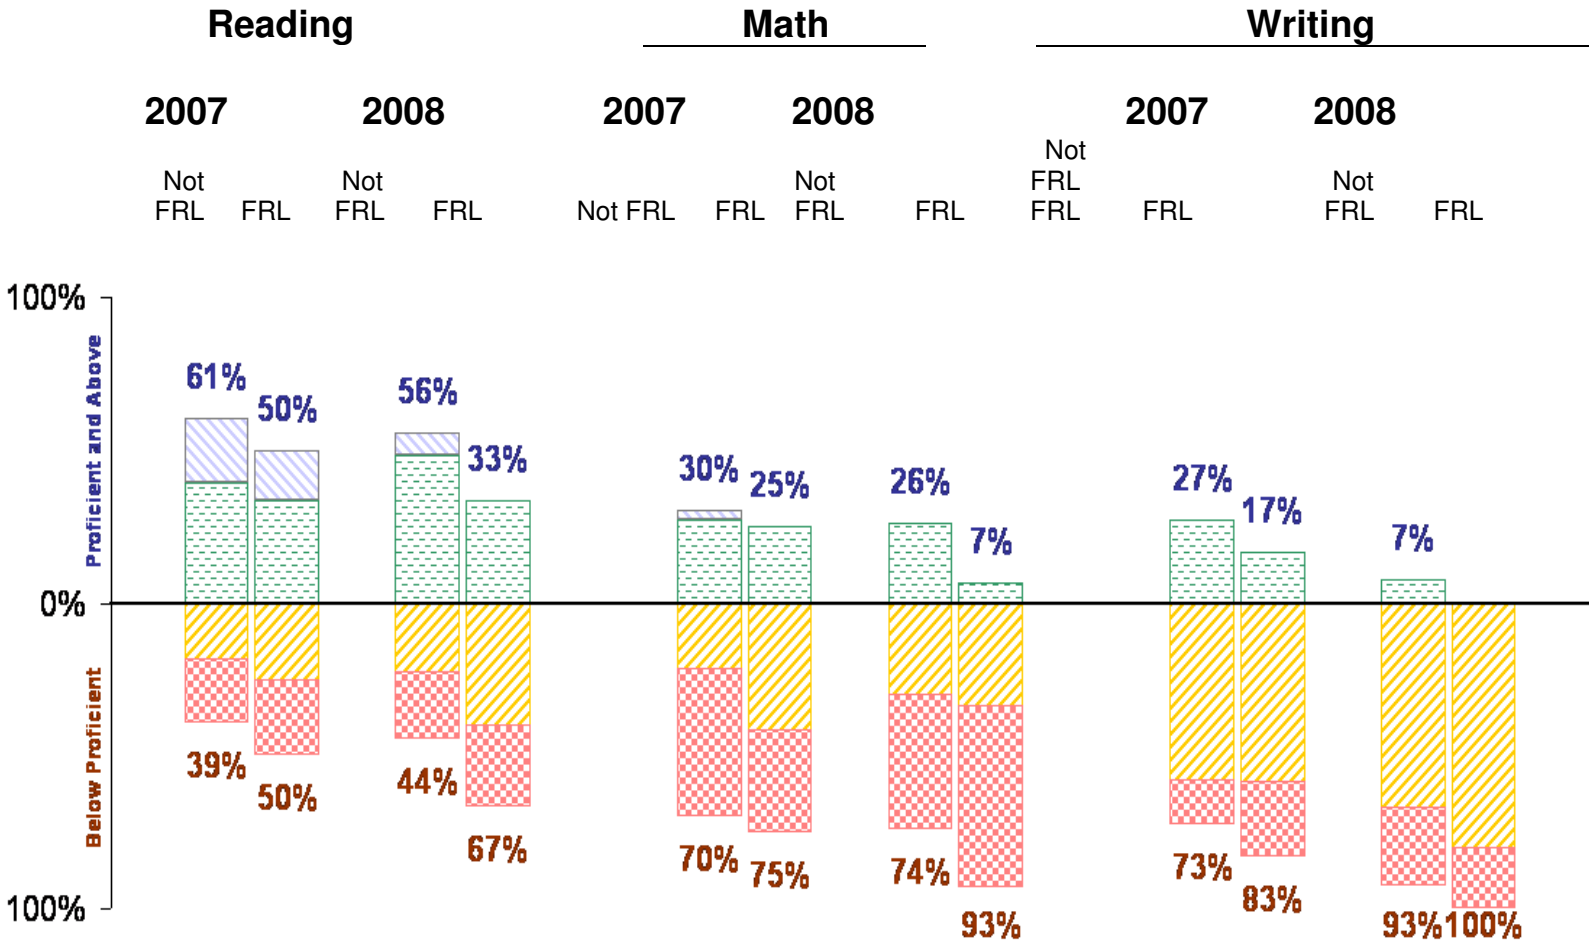 Reading Math Writing
2007 2008 2007 2008 2007 2008
Not
Not Not Not FRL Not
FRL FRL FRL FRL Not FRL FRL FRL FRL FRL FRL FRL FRL
100%
Proficient and Above
61% 50% 56% 33% 30% 25% 26% 7% 27% 17% 7%
0%
Below Proficient
39% 50% 44% 67% 70% 75% 74% 93% 73% 83% 93% 100%
100%